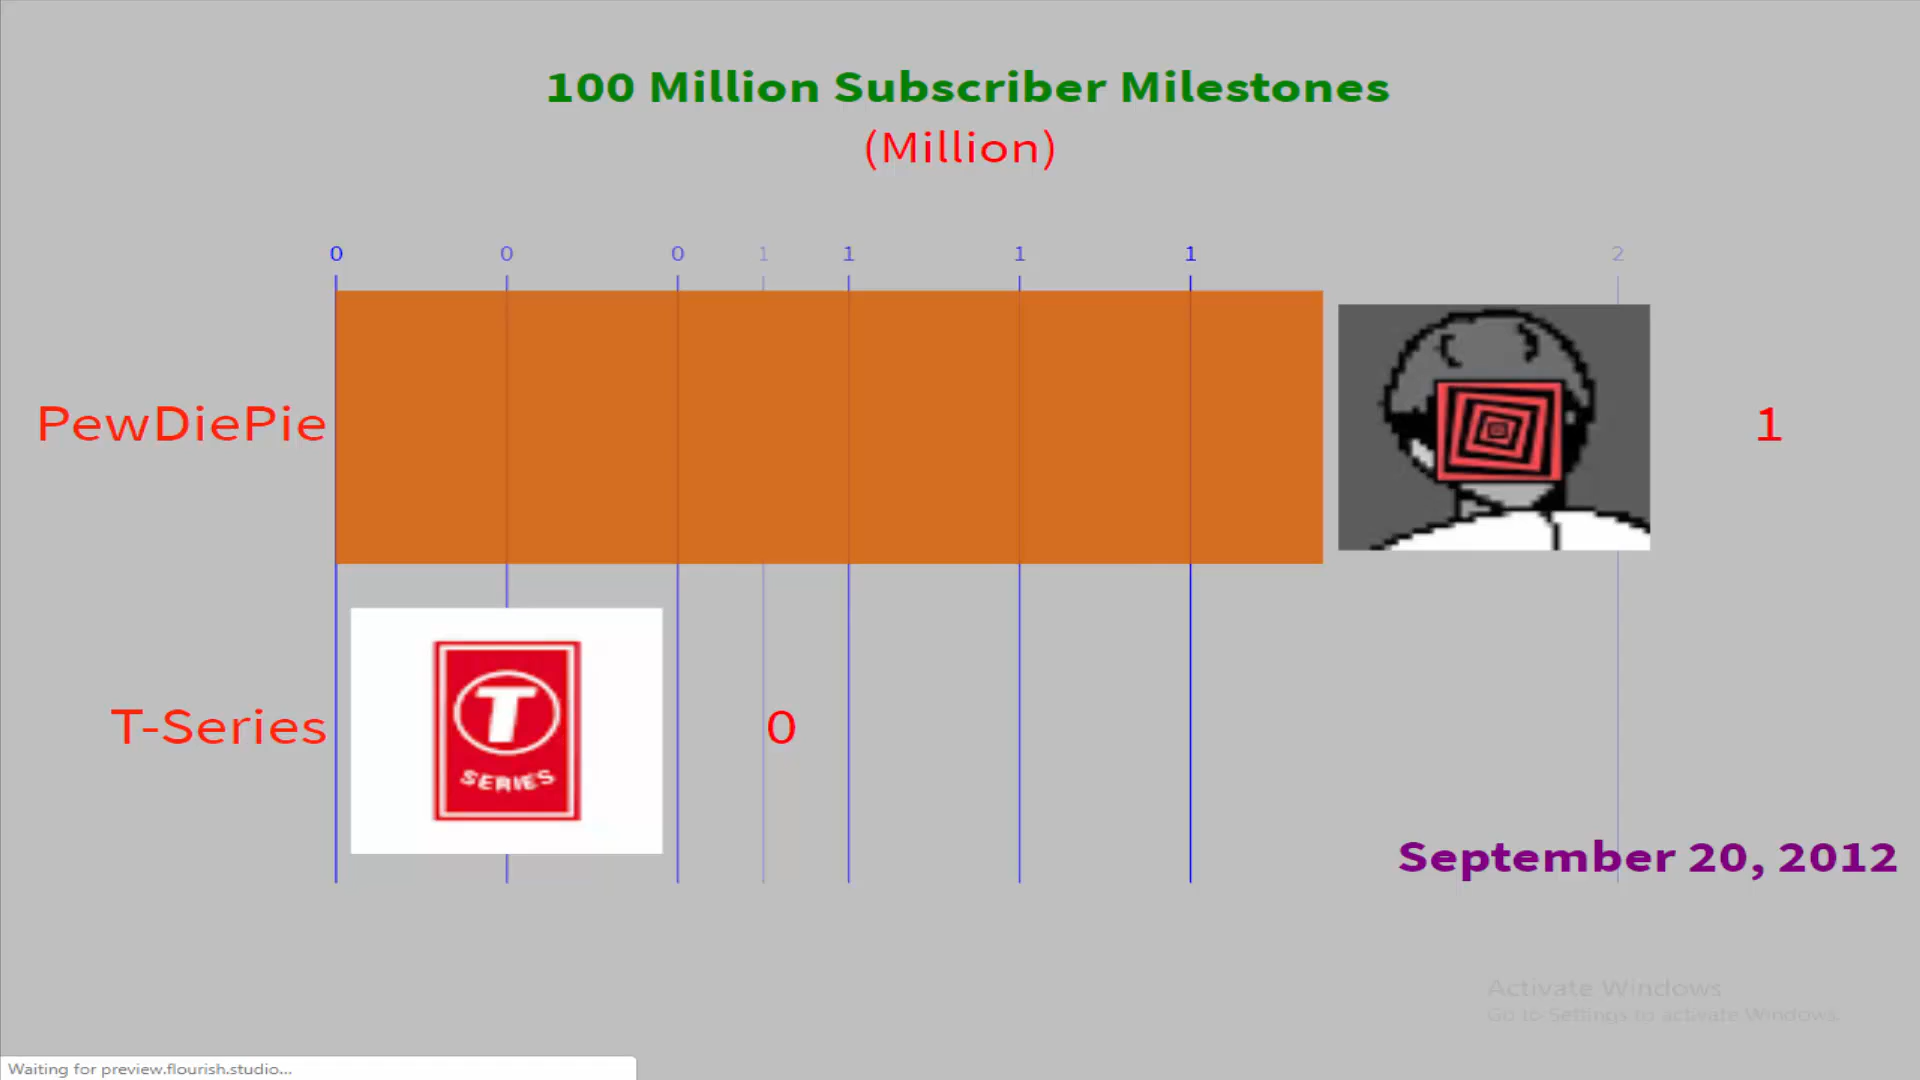 100 Million Subscriber Milestones
(Million)
0 0 0 1 1 1 1 2
PewDiePie 1
T-Series T SERIES 0
September 20, 2012
Activate Windows
Go to Settings to activate Windows.
Waiting for preview.flourish.studio...